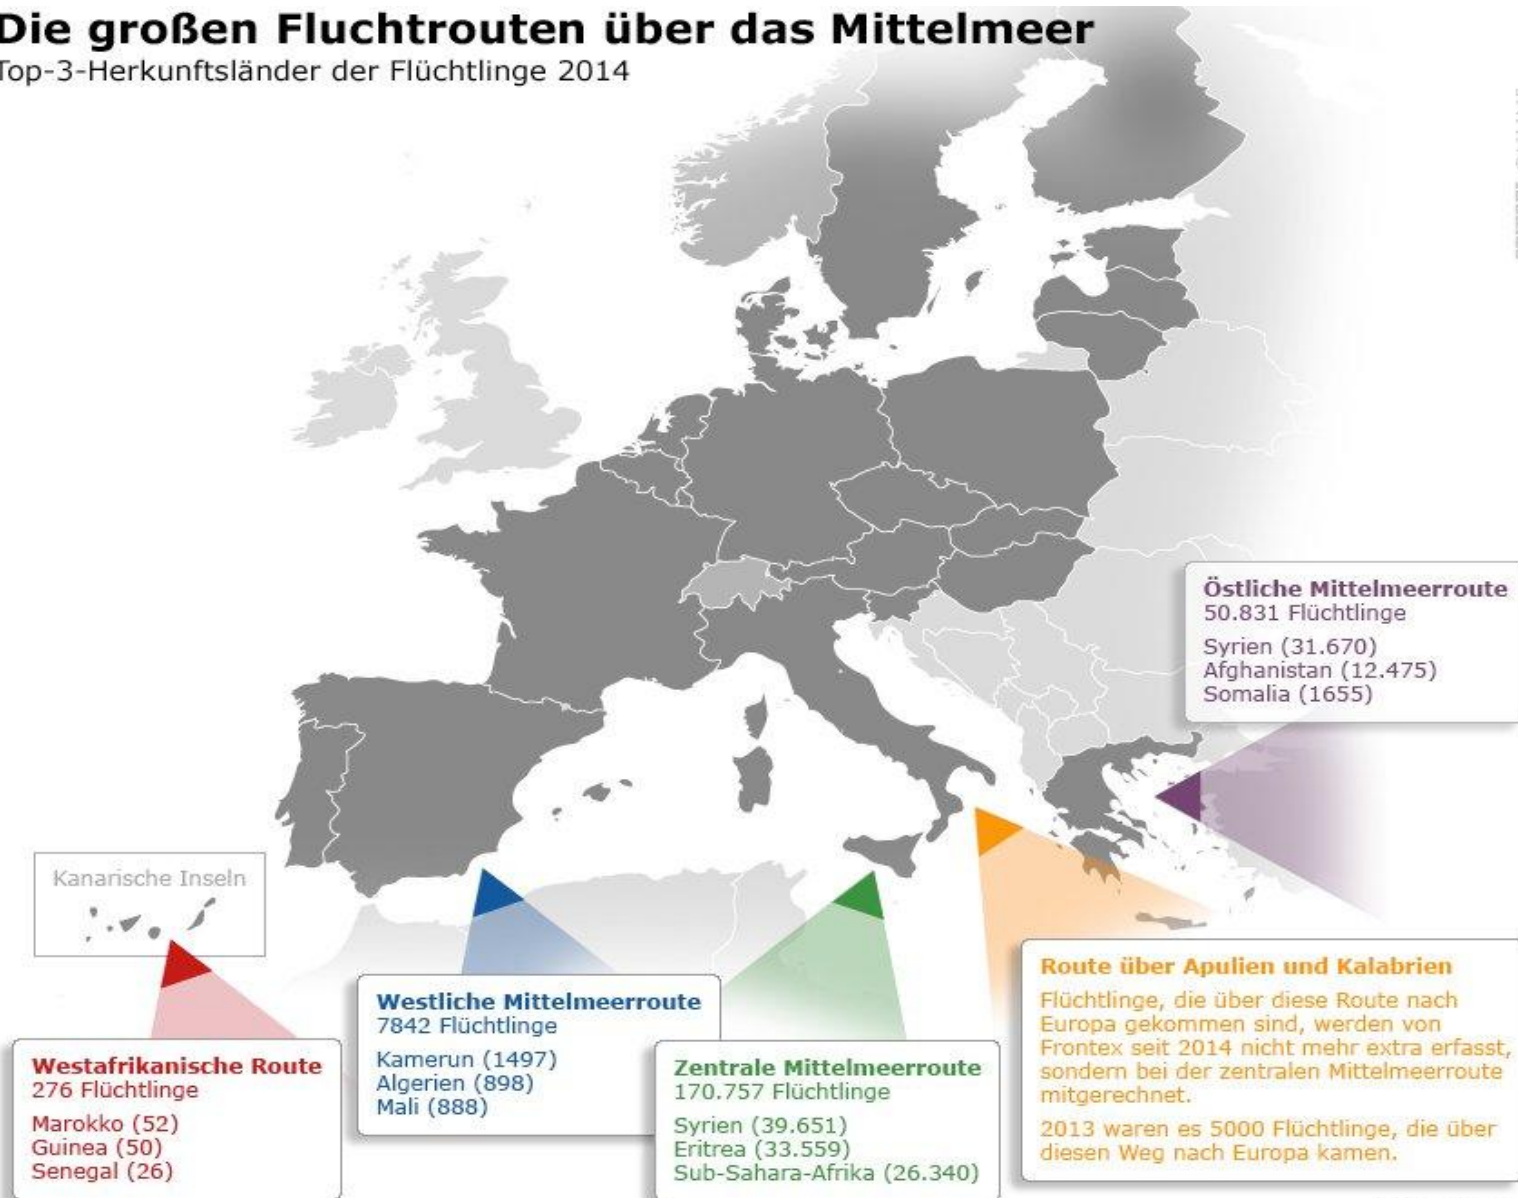 Die großen Fluchtrouten über das Mittelmeer
Top-3-Herkunftsländer der Flüchtlinge 2014
Östliche Mittelmeerroute
50.831 Flüchtlinge
Syrien (31.670)
Afghanistan (12.475)
Somalia (1655)
Kanarische Inseln
Westafrikanische Route
276 Flüchtlinge
Marokko (52)
Guinea (50)
Senegal (26)
Westliche Mittelmeerroute
7842 Flüchtlinge
Kamerun (1497)
Algerien (898)
Mali (888)
Zentrale Mittelmeerroute
170.757 Flüchtlinge
Syrien (39.651)
Eritrea (33.559)
Sub-Sahara-Afrika (26.340)
Route über Apulien und Kalabrien
Flüchtlinge, die über diese Route nach
Europa gekommen sind, werden von
Frontex seit 2014 nicht mehr extra erfasst,
sondern bei der zentralen Mittelmeerroute
mitgerechnet.
2013 waren es 5000 Flüchtlinge, die über
diesen Weg nach Europa kamen.